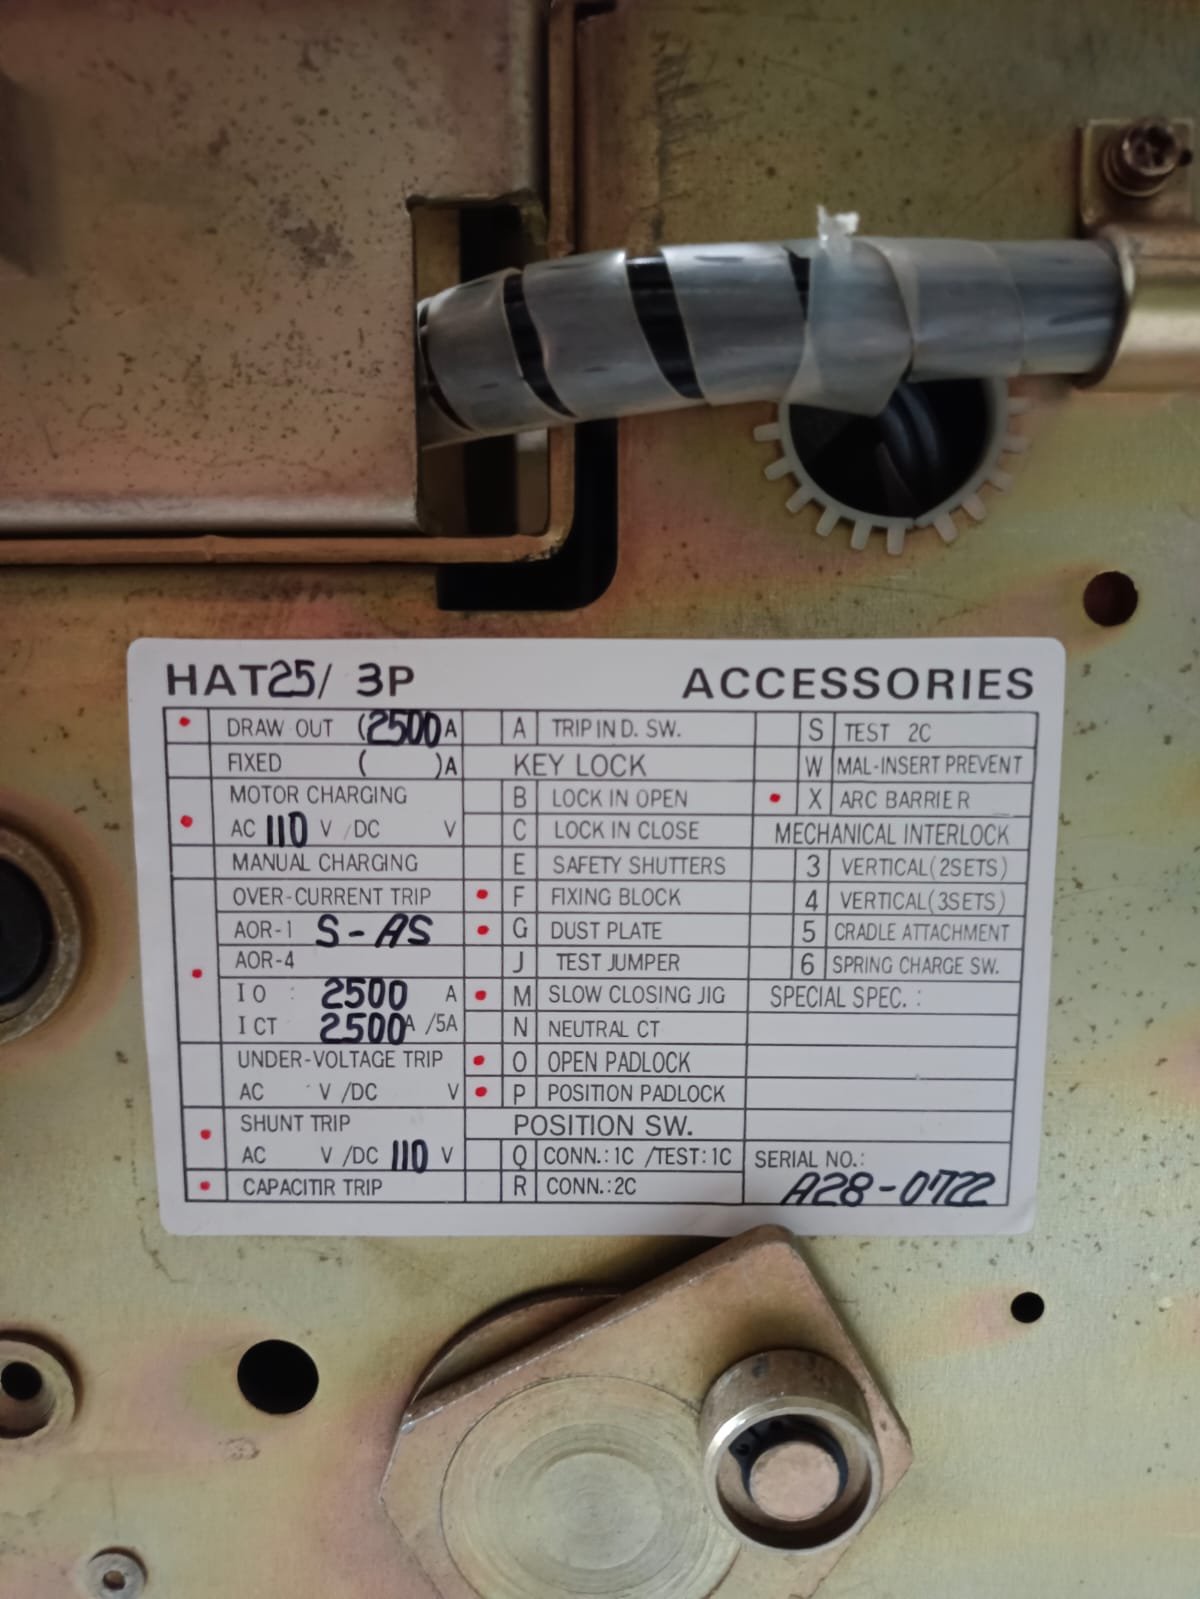 HAT25/ 3P ACCESSORIES
DRAW OUT (2500A
FIXED ( )A
MOTOR CHARGING
AC 110 V /DC V
MANUAL CHARGING
OVER-CURRENT TRIP
AOR-1 S-AS
AOR-4
I0 : 2500 A
ICT 2500A /5A
UNDER-VOLTAGE TRIP
AC V /DC V
SHUNT TRIP
AC V /DC 110 V
CAPACITIR TRIP
A TRIP IN D. SW.
KEY LOCK
B LOCK IN OPEN
C LOCK IN CLOSE
E SAFETY SHUTTERS
F FIXING BLOCK
G DUST PLATE
J TEST JUMPER
M SLOW CLOSING JIG
N NEUTRAL CT
O OPEN PADLOCK
P POSITION PADLOCK
POSITION SW.
Q CONN.:1C /TEST:1C
R CONN.:2C
S TEST 2C
W MAL-INSERT PREVENT
X ARC BARRIER
MECHANICAL INTERLOCK
3 VERTICAL(2SETS)
4 VERTICAL(3SETS)
5 CRADLE ATTACHMENT
6 SPRING CHARGE SW.
SPECIAL SPEC. :
SERIAL NO.:
A28-0722